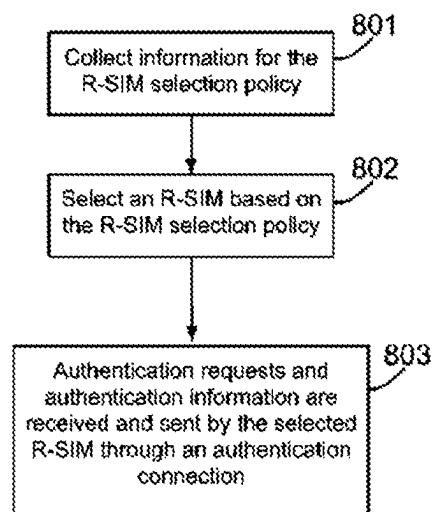 801
Collect information for the
R-SIM selection policy
802
Select an R-SIM based on
the R-SIM selection policy
803
Authentication requests and
authentication information are
received and sent by the selected
R-SIM through an authentication
connection